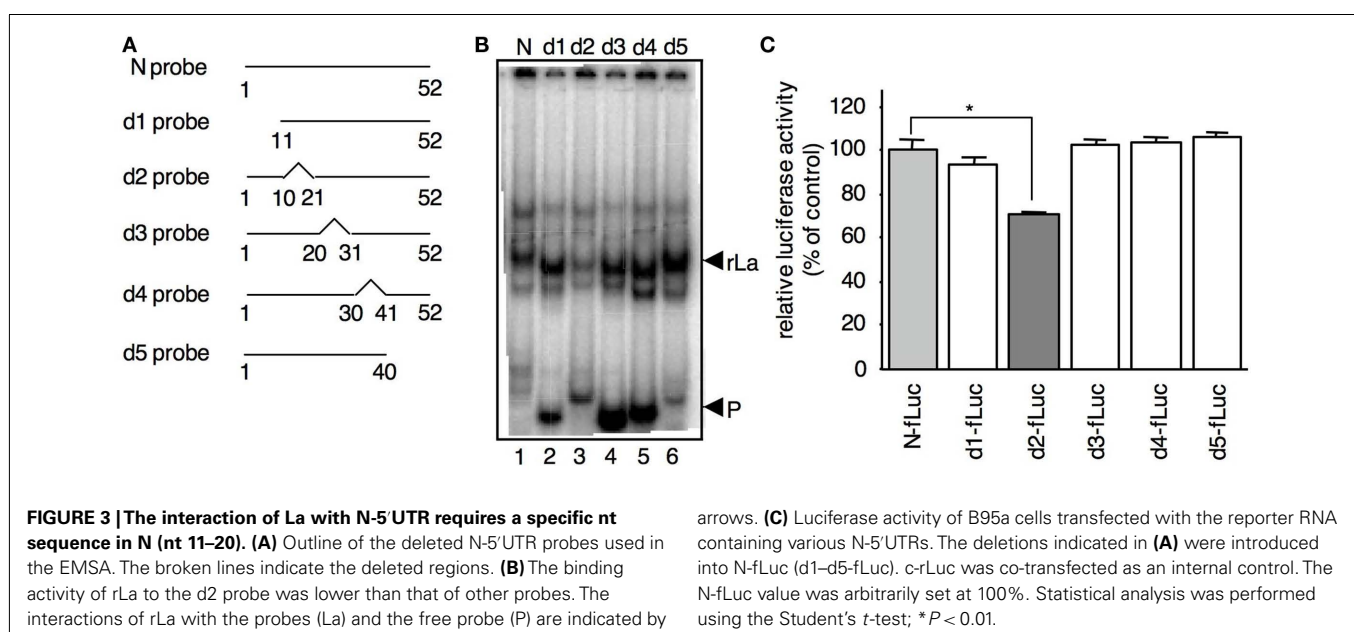 A
N probe
1 52
d1 probe
11 52
d2 probe
1 10 21 52
d3 probe
1 20 31 52
d4 probe
1 30 41 52
d5 probe
1 40
B
N d1 d2 d3 d4 d5
rLa
P
1 2 3 4 5 6
C
relative luciferase activity
(% of control)
120
100
80
60
40
20
0
*
N-fLuc
d1-fLuc
d2-fLuc
d3-fLuc
d4-fLuc
d5-fLuc
FIGURE 3 | The interaction of La with N-5′UTR requires a specific nt
sequence in N (nt 11–20). (A) Outline of the deleted N-5′UTR probes used in
the EMSA. The broken lines indicate the deleted regions. (B) The binding
activity of rLa to the d2 probe was lower than that of other probes. The
interactions of rLa with the probes (La) and the free probe (P) are indicated by
arrows. (C) Luciferase activity of B95a cells transfected with the reporter RNA
containing various N-5′UTRs. The deletions indicated in (A) were introduced
into N-fLuc (d1–d5-fLuc). c-rLuc was co-transfected as an internal control. The
N-fLuc value was arbitrarily set at 100%. Statistical analysis was performed
using the Student's t-test; *P < 0.01.